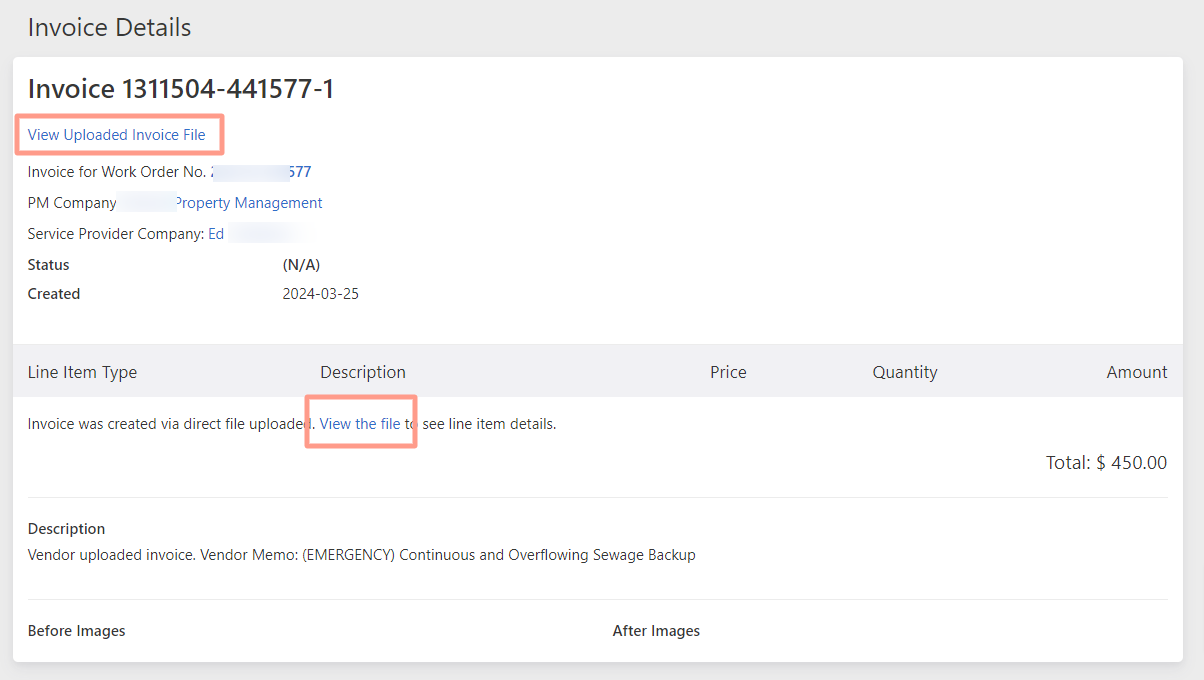 Invoice Details
Invoice 1311504-441577-1
View Uploaded Invoice File
Invoice for Work Order No. 577
PM Company Property Management
Service Provider Company: Ed
Status (N/A)
Created 2024-03-25
Line Item Type Description Price Quantity Amount
Invoice was created via direct file uploaded. View the file to see line item details.
Total: $ 450.00
Description
Vendor uploaded invoice. Vendor Memo: (EMERGENCY) Continuous and Overflowing Sewage Backup
Before Images After Images